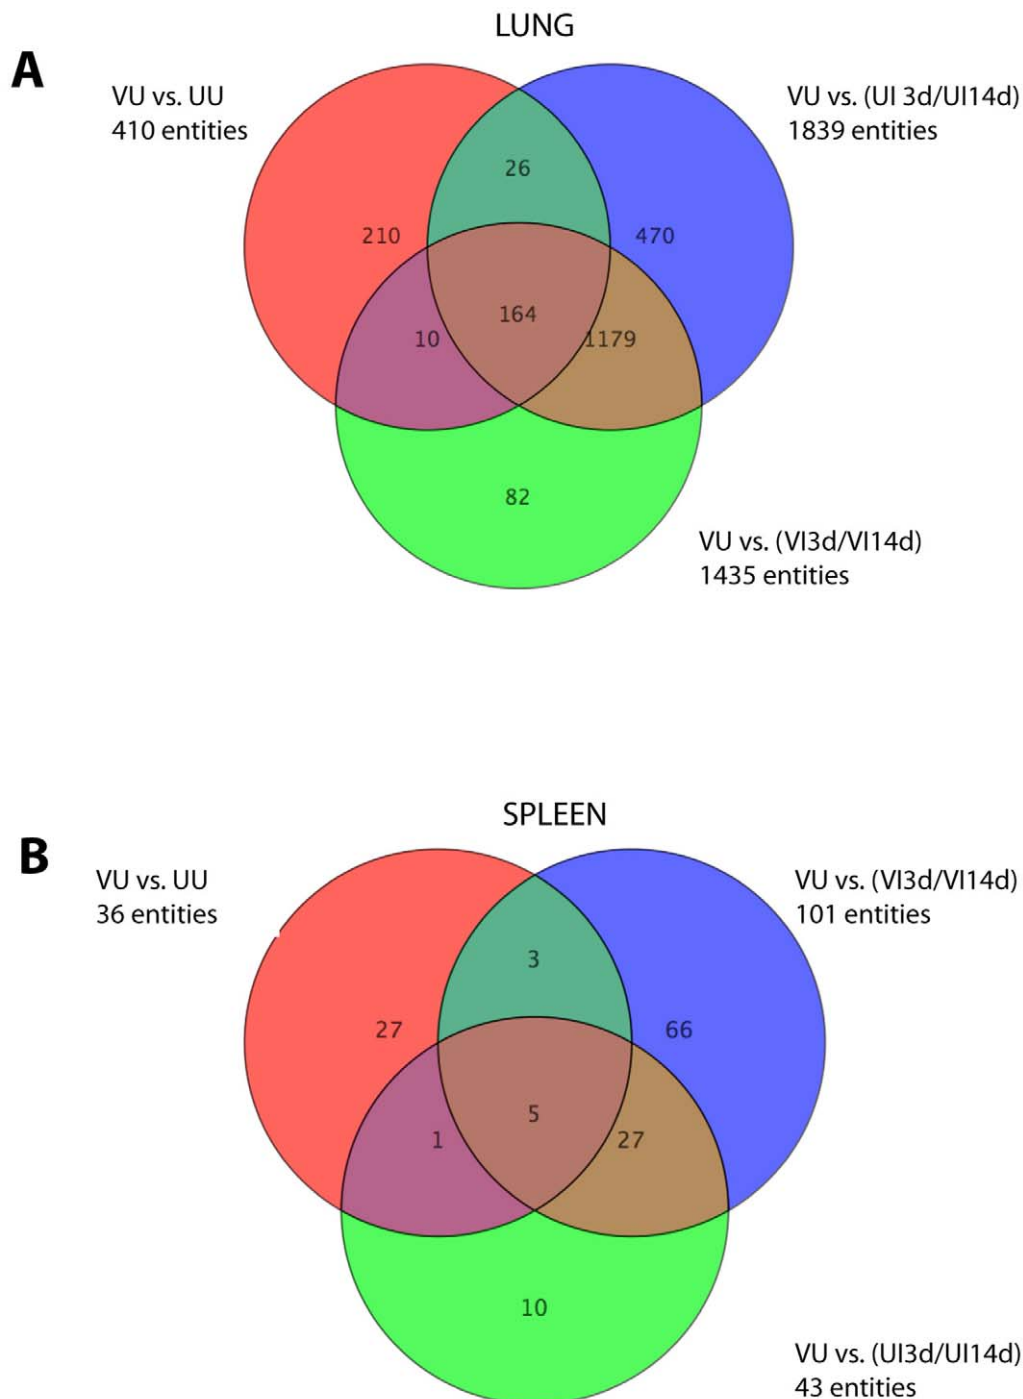 LUNG
A
VU vs. UU
410 entities
VU vs. (UI 3d/UI14d)
1839 entities
26
210
470
164
10
1179
82
VU vs. (VI3d/VI14d)
1435 entities
SPLEEN
B
VU vs. UU
36 entities
VU vs. (VI3d/VI14d)
101 entities
3
27
66
5
1
27
10
VU vs. (UI3d/UI14d)
43 entities